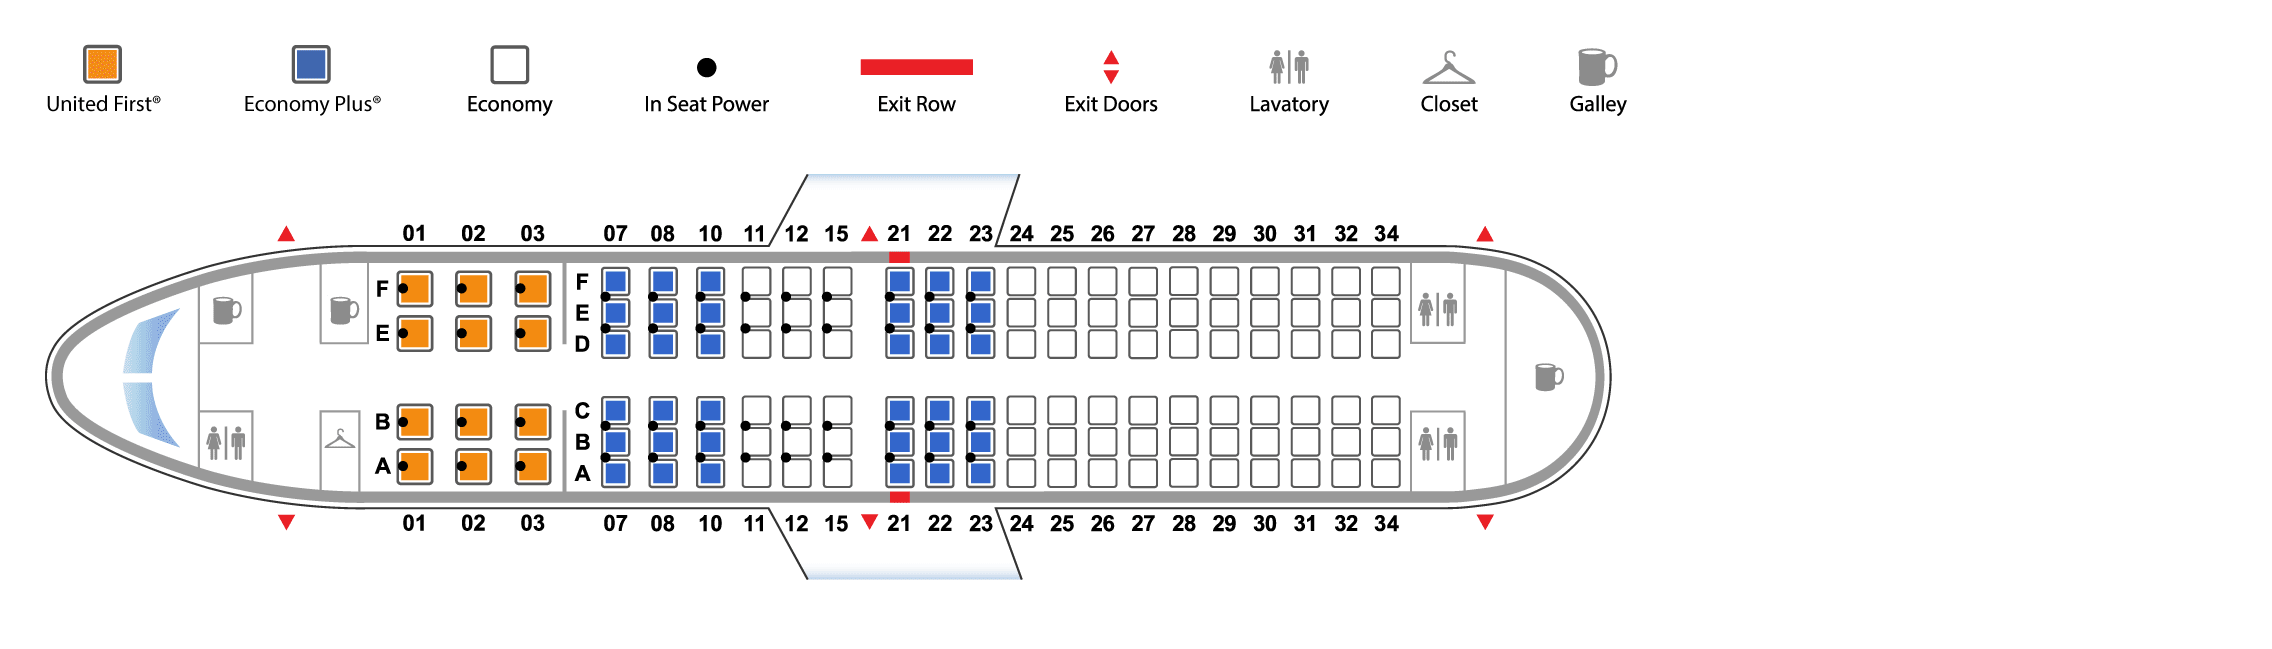 United First® Economy Plus® Economy In Seat Power Exit Row Exit Doors Lavatory Closet Galley
01 02 03 07 08 10 11 12 15 21 22 23 24 25 26 27 28 29 30 31 32 34
F F
E E
D
C
B B
A A
01 02 03 07 08 10 11 12 15 21 22 23 24 25 26 27 28 29 30 31 32 34